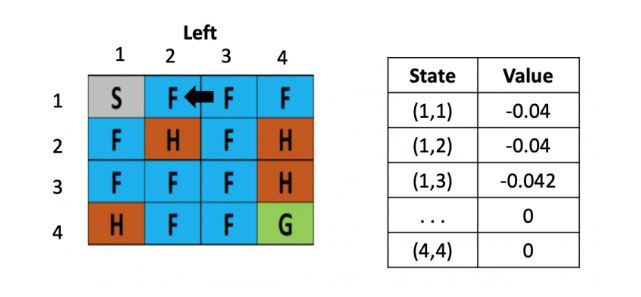 Left
1 2 3 4
1 S F F F
2 F H F H
3 F F F H
4 H F F G
State Value
(1,1) -0.04
(1,2) -0.04
(1,3) -0.042
... 0
(4,4) 0